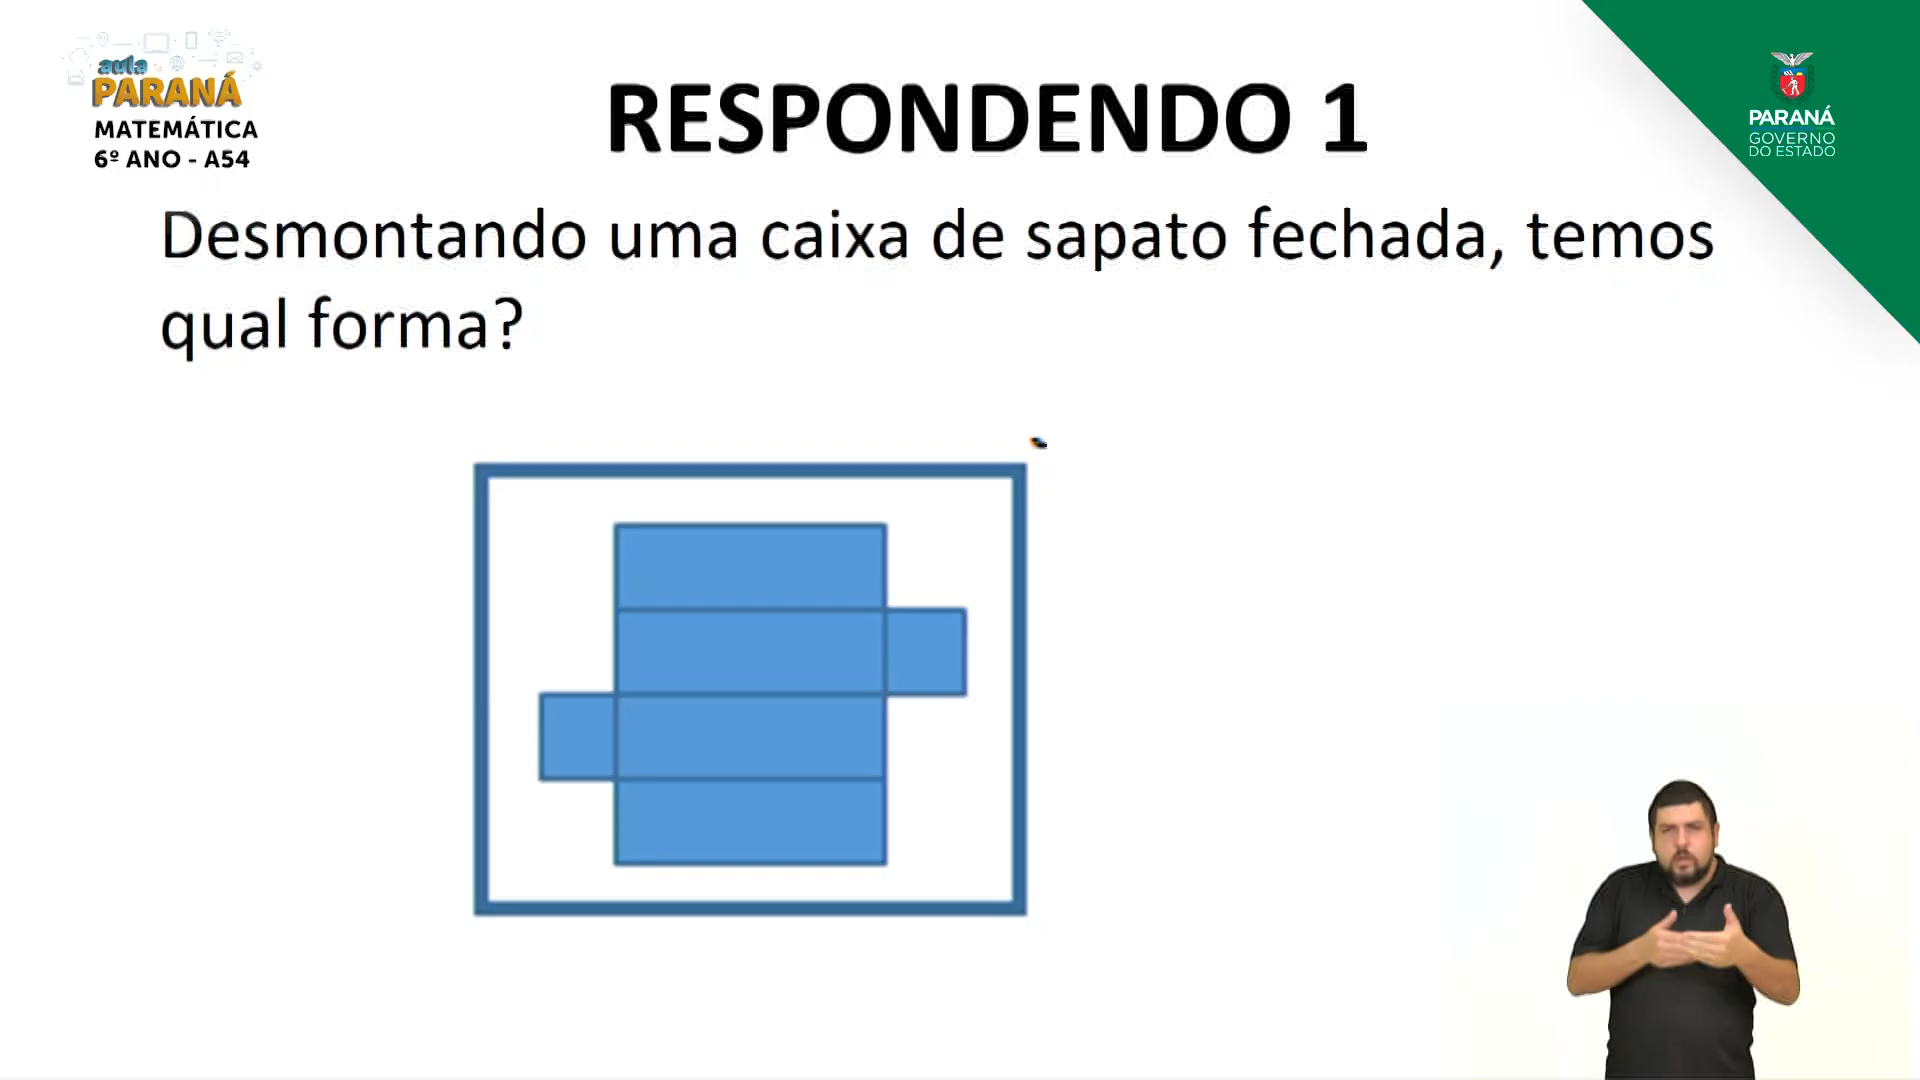 aula
PARANÁ
MATEMÁTICA
6º ANO - A54
RESPONDENDO 1
PARANÁ
GOVERNO
DO ESTADO
Desmontando uma caixa de sapato fechada, temos
qual forma?